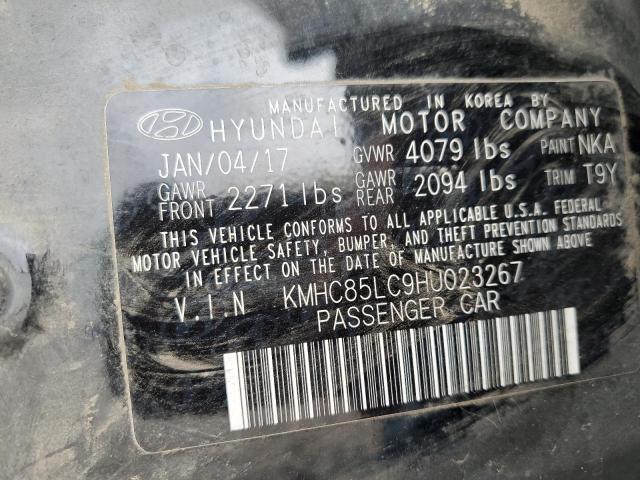 MANUFACTURED IN KOREA BY
HYUNDAI MOTOR COMPANY
JAN/04/17 GVWR 4079 lbs PAINT NKA
GAWR FRONT 2271 lbs GAWR REAR 2094 lbs TRIM T9Y
THIS VEHICLE CONFORMS TO ALL APPLICABLE U.S.A. FEDERAL
MOTOR VEHICLE SAFETY, BUMPER, AND THEFT PREVENTION STANDARDS
IN EFFECT ON THE DATE OF MANUFACTURE SHOWN ABOVE
V.I.N KMHC85LC9HU023267
PASSENGER CAR